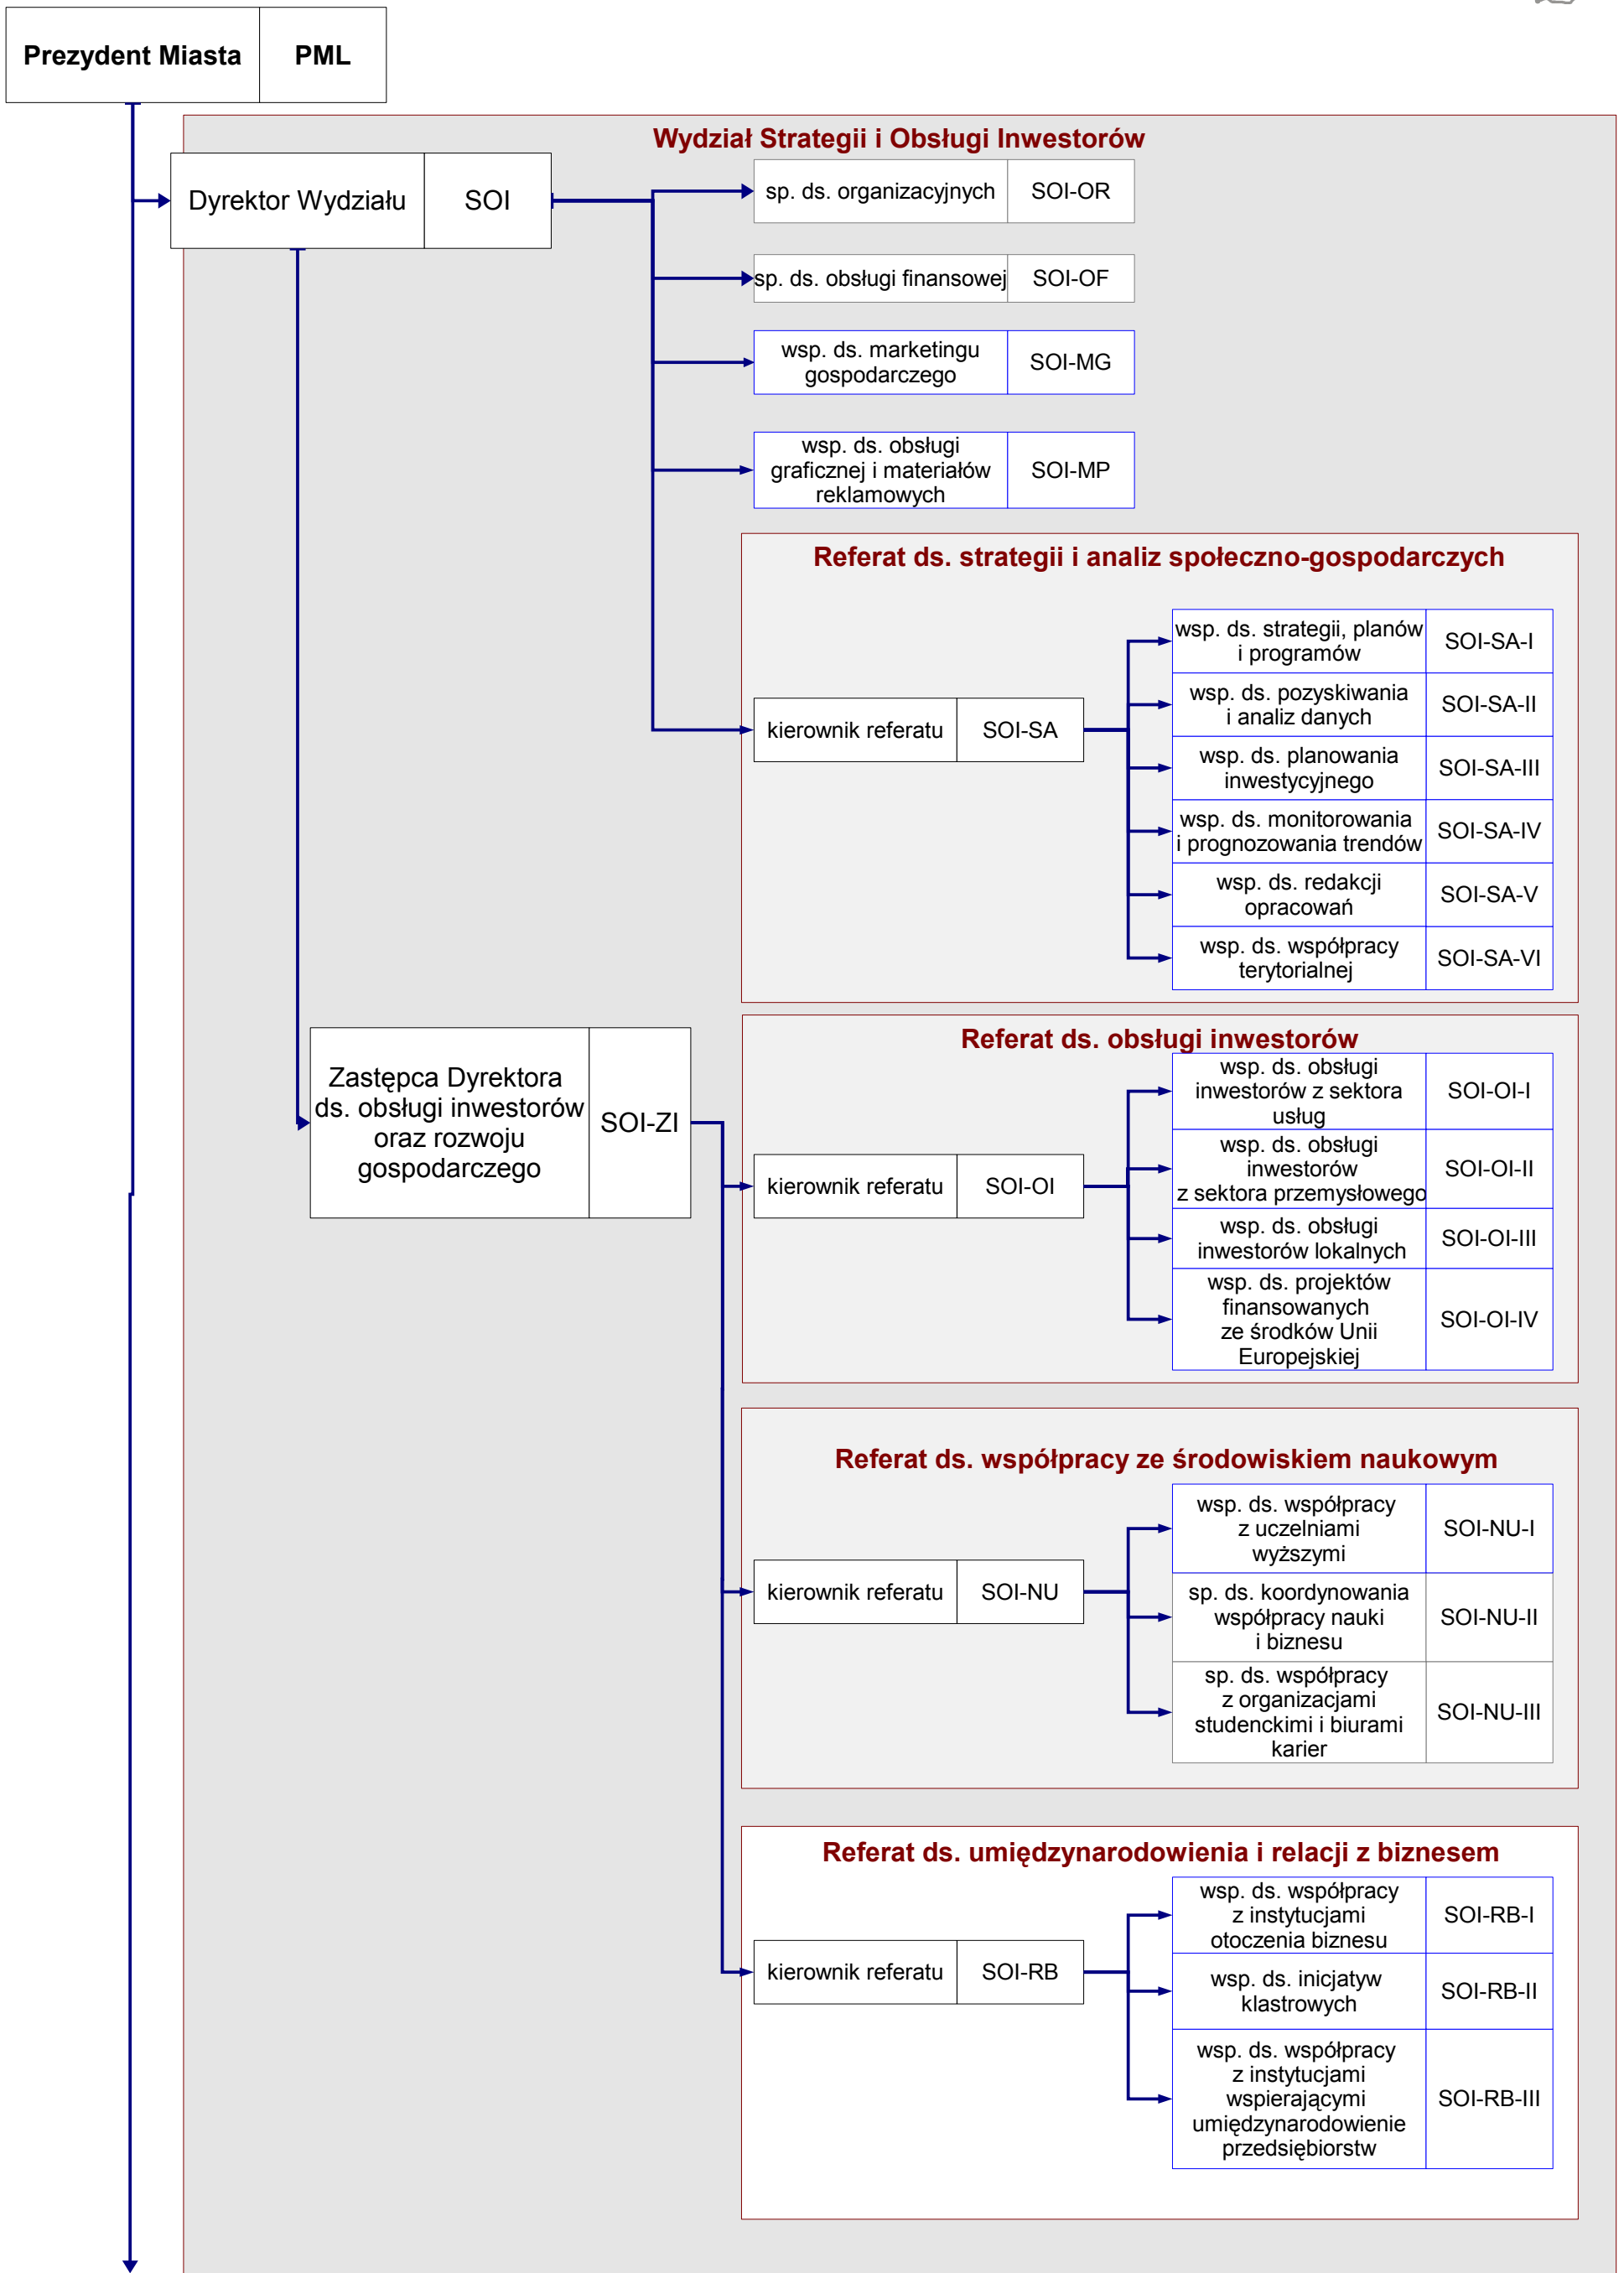 Prezydent Miasta PML
Wydział Strategii i Obsługi Inwestorów
Dyrektor Wydziału SOI
sp. ds. organizacyjnych SOI-OR
sp. ds. obsługi finansowej SOI-OF
wsp. ds. marketingu
gospodarczego
SOI-MG
wsp. ds. obsługi
graficznej i materiałów
reklamowych
SOI-MP
Referat ds. strategii i analiz społeczno-gospodarczych
kierownik referatu SOI-SA
wsp. ds. strategii, planów
i programów
SOI-SA-I
wsp. ds. pozyskiwania
i analiz danych
SOI-SA-II
wsp. ds. planowania
inwestycyjnego
SOI-SA-III
wsp. ds. monitorowania
i prognozowania trendów
SOI-SA-IV
wsp. ds. redakcji
opracowań
SOI-SA-V
wsp. ds. współpracy
terytorialnej
SOI-SA-VI
Zastępca Dyrektora
ds. obsługi inwestorów
oraz rozwoju
gospodarczego
SOI-ZI
Referat ds. obsługi inwestorów
kierownik referatu SOI-OI
wsp. ds. obsługi
inwestorów z sektora
usług
SOI-OI-I
wsp. ds. obsługi
inwestorów
z sektora przemysłowego
SOI-OI-II
wsp. ds. obsługi
inwestorów lokalnych
SOI-OI-III
wsp. ds. projektów
finansowanych
ze środków Unii
Europejskiej
SOI-OI-IV
Referat ds. współpracy ze środowiskiem naukowym
kierownik referatu SOI-NU
wsp. ds. współpracy
z uczelniami
wyższymi
SOI-NU-I
sp. ds. koordynowania
współpracy nauki
i biznesu
SOI-NU-II
sp. ds. współpracy
z organizacjami
studenckimi i biurami
karier
SOI-NU-III
Referat ds. umiędzynarodowienia i relacji z biznesem
kierownik referatu SOI-RB
wsp. ds. współpracy
z instytucjami
otoczenia biznesu
SOI-RB-I
wsp. ds. inicjatyw
klastrowych
SOI-RB-II
wsp. ds. współpracy
z instytucjami
wspierającymi
umiędzynarodowienie
przedsiębiorstw
SOI-RB-III